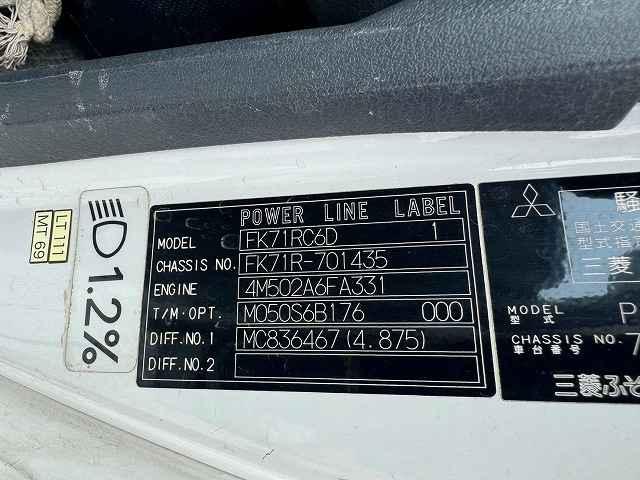 LT111
MT69
1.2%
POWER LINE LABEL
MODEL FK71RC6D 1
CHASSIS NO. FK71R-701435
ENGINE 4M502A6FA331
T/M・OPT. M050S6B176 000
DIFF.NO.1 MC836467(4.875)
DIFF.NO.2
騒
国土交
型式指
三菱
MODEL P
型式
CHASSIS NO. 7
車台番号
三菱ふそ